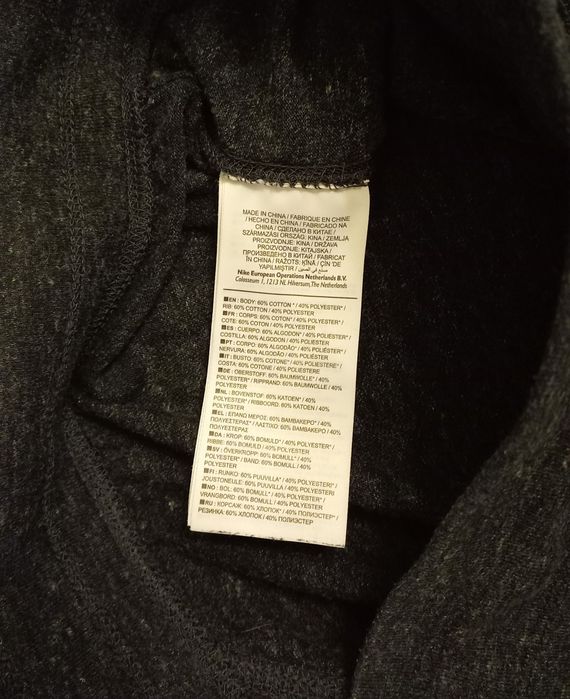 MADE IN CHINA / FABRIQUE EN CHINE
/ HECHO EN CHINA / FABRICADO NA
CHINA / СДЕЛАНО В КИТАЕ /
SZÁRMAZÁSI ORSZÁG: KÍNA / ZEMLJA
PROIZVODNJE: KINA / DRŽAVA
PROIZVODNJE: KITAJSKA /
ПРОИЗВЕДЕНО В КИТАЙ / FABRICAT
ÎN CHINA / RAŽOTS: ĶĪNĀ / ÇİN 'DE
YAPILMIŞTIR / صنع في الصين
Nike European Operations Netherlands B.V.
Colosseum 1, 1213 NL Hilversum, The Netherlands
EN : BODY: 60% COTTON* / 40% POLYESTER* /
RIB: 60% COTTON / 40% POLYESTER
FR : CORPS: 60% COTON* / 40% POLYESTER* /
COTE: 60% COTON / 40% POLYESTER
ES : CUERPO: 60% ALGODON* / 40% POLIÉSTER* /
COSTILLA: 60% ALGODON / 40% POLIÉSTER
PT : CORPO: 60% ALGODÃO* / 40% POLIÉSTER* /
NERVURA: 60% ALGODÃO / 40% POLIÉSTER
IT : BUSTO: 60% COTONE* / 40% POLIESTERE* /
COSTA: 60% COTONE / 40% POLIESTERE
DE : OBERSTOFF: 60% BAUMWOLLE* / 40%
POLYESTER* / RIPPRAND: 60% BAUMWOLLE / 40%
POLYESTER
NL : BOVENSTOF: 60% KATOEN* / 40%
POLYESTER* / RIBBOORD: 60% KATOEN / 40%
POLYESTER
EL : ΕΠΑΝΩ ΜΕΡΟΣ: 60% ΒΑΜΒΑΚΕΡΟ* / 40%
ΠΟΛΥΕΣΤΕΡΑΣ* / ΛΑΣΤΙΧΟ: 60% ΒΑΜΒΑΚΕΡΟ / 40%
ΠΟΛΥΕΣΤΕΡΑΣ
DA : KROP: 60% BOMULD* / 40% POLYESTER* /
RIBBE: 60% BOMULD / 40% POLYESTER
SV : ÖVERKROPP: 60% BOMULL* / 40%
POLYESTER* / BAND: 60% BOMULL / 40%
POLYESTER
FI : RUNKO: 60% PUUVILLA* / 40% POLYESTERI* /
JOUSTONEULE: 60% PUUVILLA / 40% POLYESTERI
NO : BOL: 60% BOMULL* / 40% POLYESTER* /
VRANGBORD: 60% BOMULL / 40% POLYESTER
RU : КОРСАЖ: 60% ХЛОПОК* / 40% ПОЛИЭСТЕР* /
РЕЗИНКА: 60% ХЛОПОК / 40% ПОЛИЭСТЕР